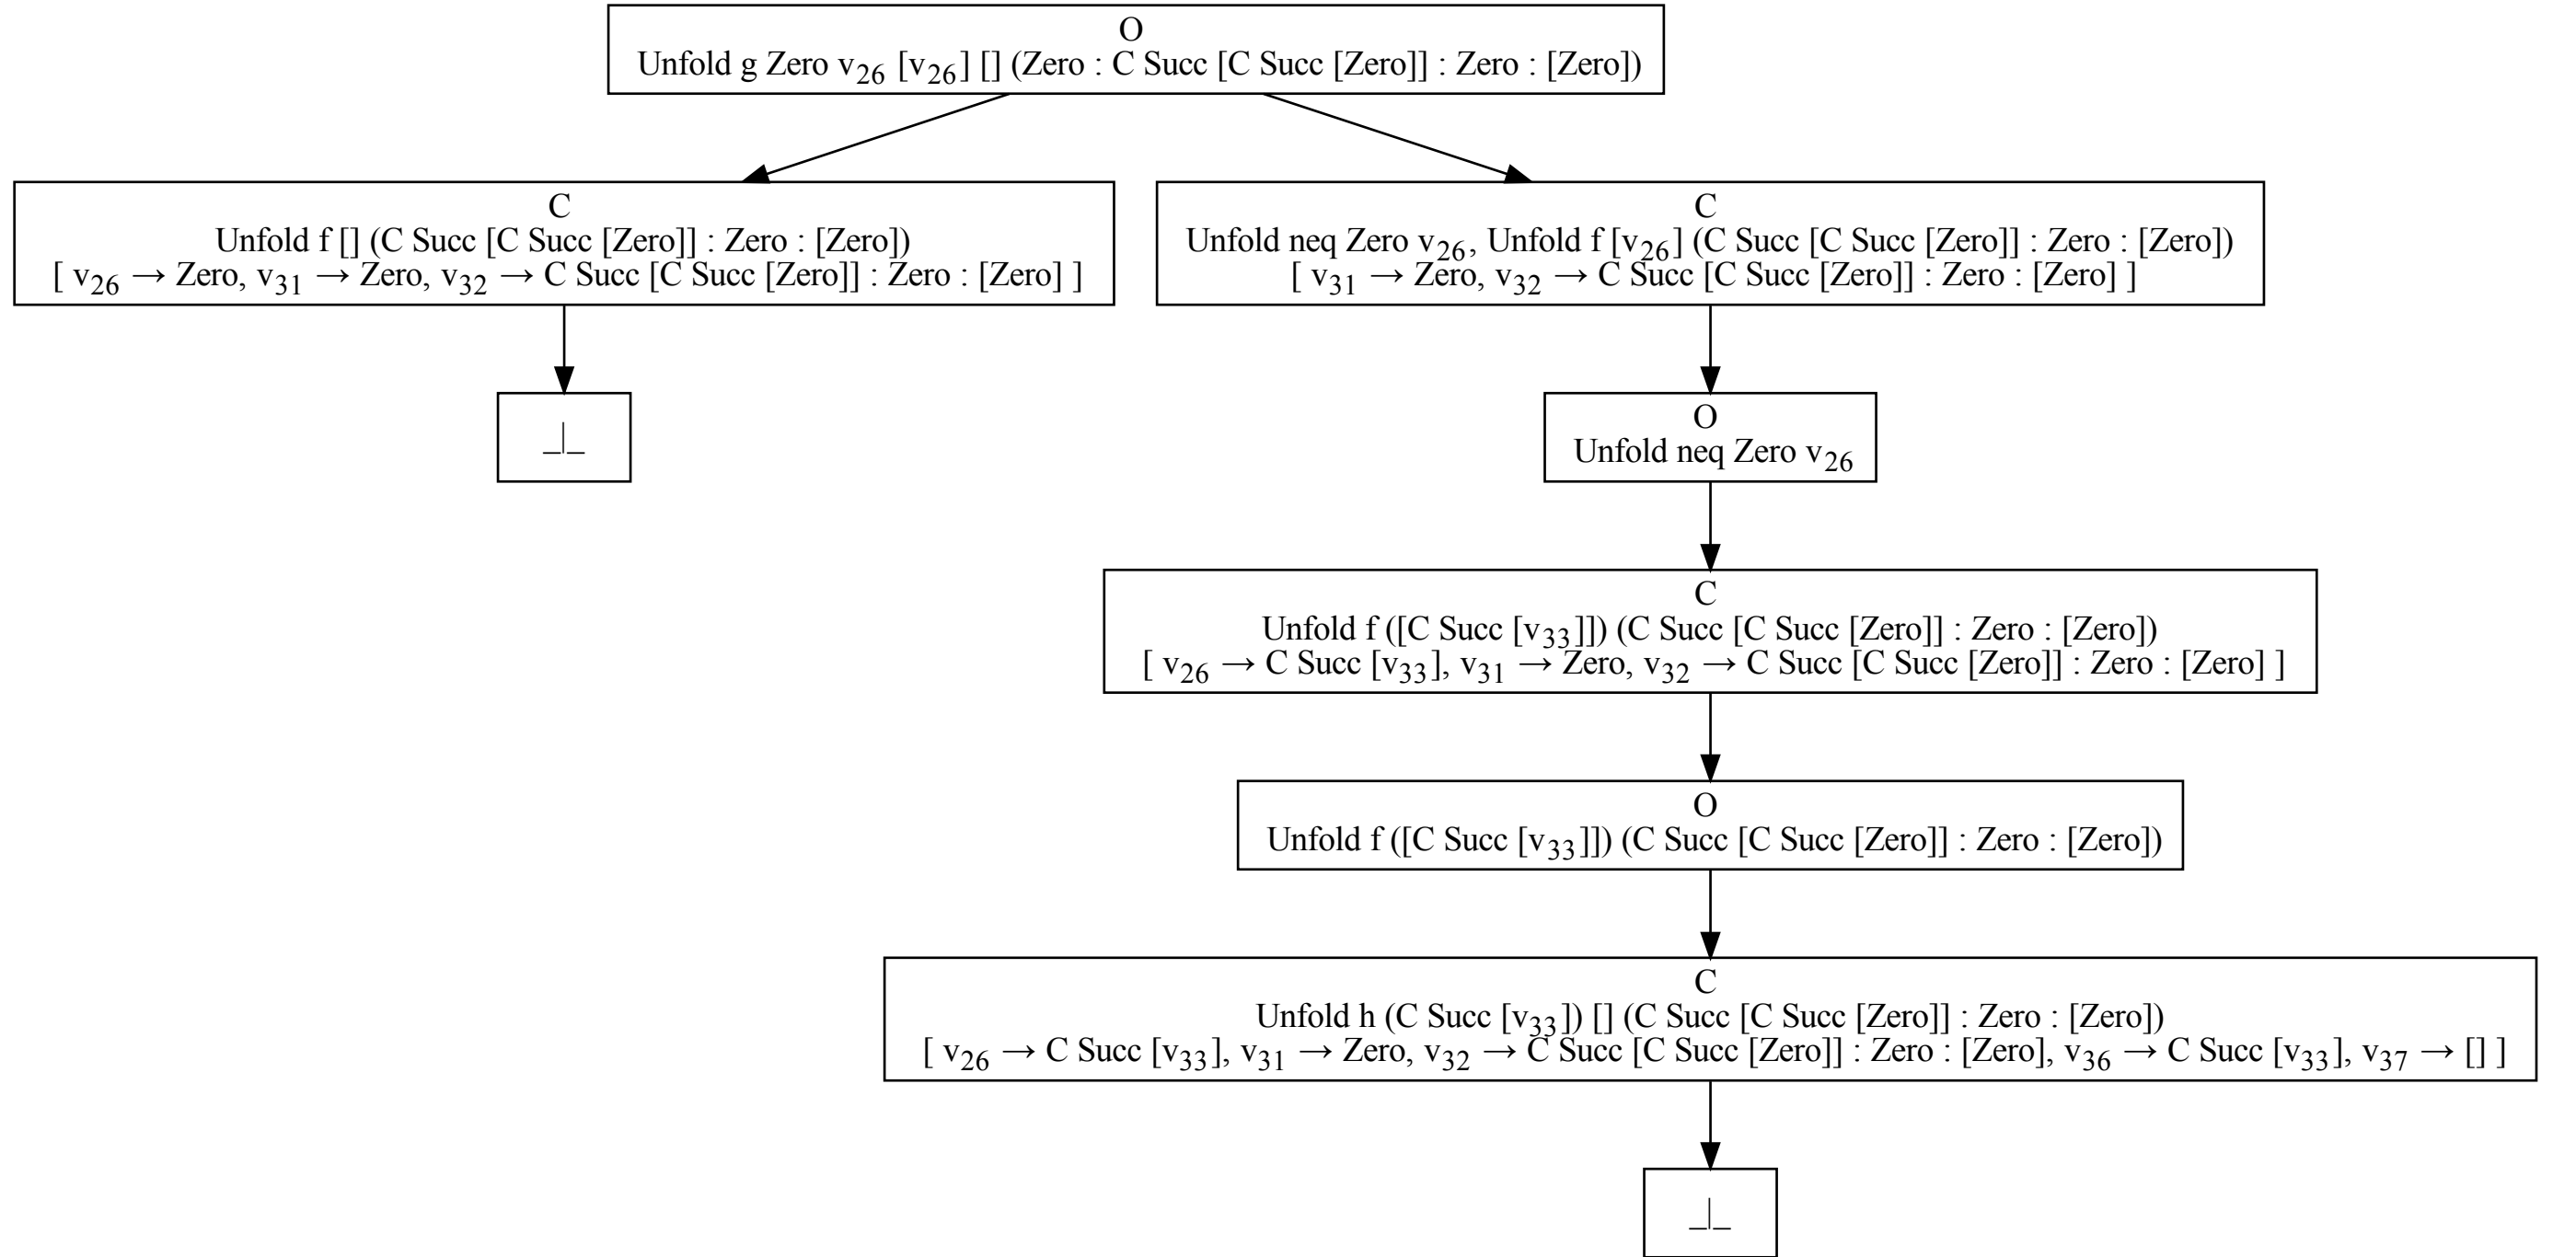 O
Unfold g Zero v26 [v26] [] (Zero : C Succ [C Succ [Zero]] : Zero : [Zero])
C
Unfold f [] (C Succ [C Succ [Zero]] : Zero : [Zero])
[ v26 → Zero, v31 → Zero, v32 → C Succ [C Succ [Zero]] : Zero : [Zero] ]
C
Unfold neq Zero v26, Unfold f [v26] (C Succ [C Succ [Zero]] : Zero : [Zero])
[ v31 → Zero, v32 → C Succ [C Succ [Zero]] : Zero : [Zero] ]
_|_
O
Unfold neq Zero v26
C
Unfold f ([C Succ [v33]]) (C Succ [C Succ [Zero]] : Zero : [Zero])
[ v26 → C Succ [v33], v31 → Zero, v32 → C Succ [C Succ [Zero]] : Zero : [Zero] ]
O
Unfold f ([C Succ [v33]]) (C Succ [C Succ [Zero]] : Zero : [Zero])
C
Unfold h (C Succ [v33]) [] (C Succ [C Succ [Zero]] : Zero : [Zero])
[ v26 → C Succ [v33], v31 → Zero, v32 → C Succ [C Succ [Zero]] : Zero : [Zero], v36 → C Succ [v33], v37 → [] ]
_|_